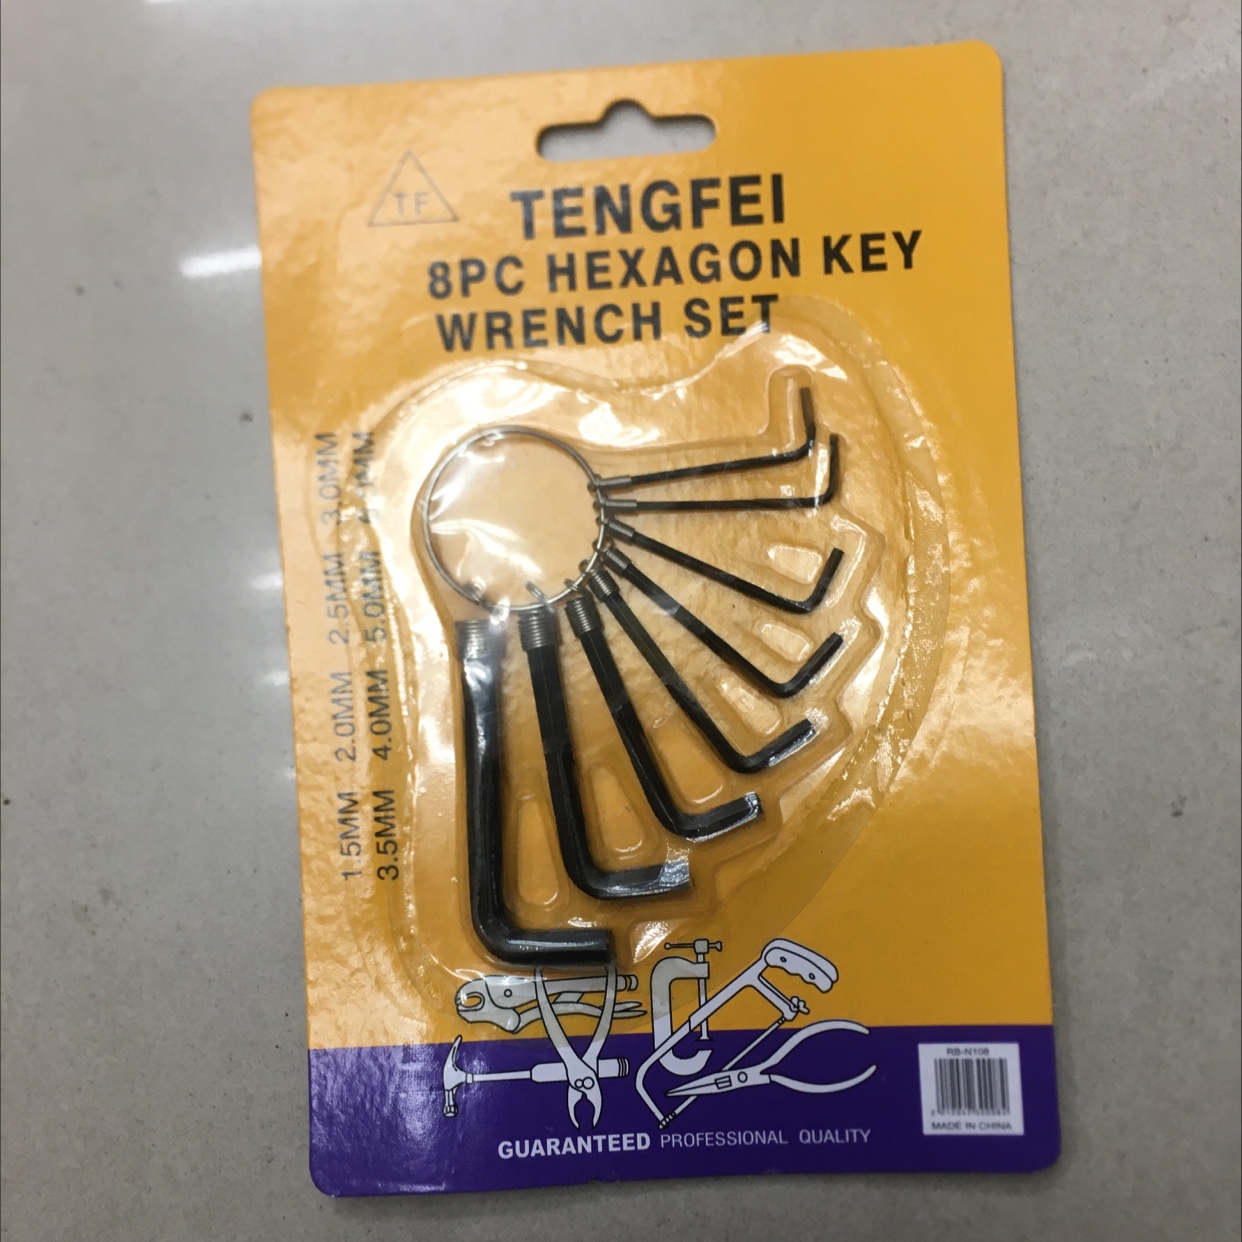 TF
TENGFEI
8PC HEXAGON KEY
WRENCH SET
1.5MM 2.0MM 2.5MM 3.0MM
3.5MM 4.0MM 5.0MM
GUARANTEED PROFESSIONAL QUALITY
RB-N108
MADE IN CHINA